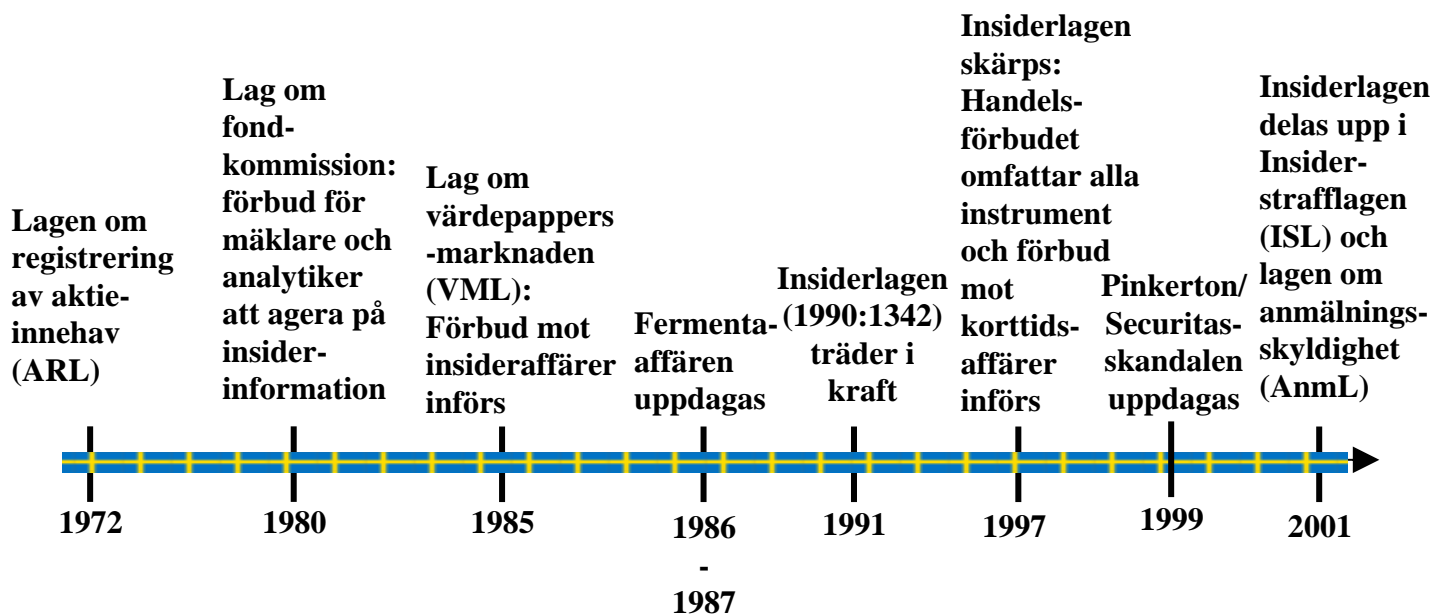 Lagen om
registrering
av aktie-
innehav
(ARL)
Lag om
fond-
kommission:
förbud för
mäklare och
analytiker
att agera på
insider-
information
Lag om
värdepappers
-marknaden
(VML):
Förbud mot
insideraffärer
införs
Fermenta-
affären
uppdagas
Insiderlagen
(1990:1342)
träder i
kraft
Insiderlagen
skärps:
Handels-
förbudet
omfattar alla
instrument
och förbud
mot
korttids-
affärer
införs
Pinkerton/
Securitas-
skandalen
uppdagas
Insiderlagen
delas upp i
Insider-
strafflagen
(ISL) och
lagen om
anmälnings-
skyldighet
(AnmL)
1972
1980
1985
1986
-
1987
1991
1997
1999
2001